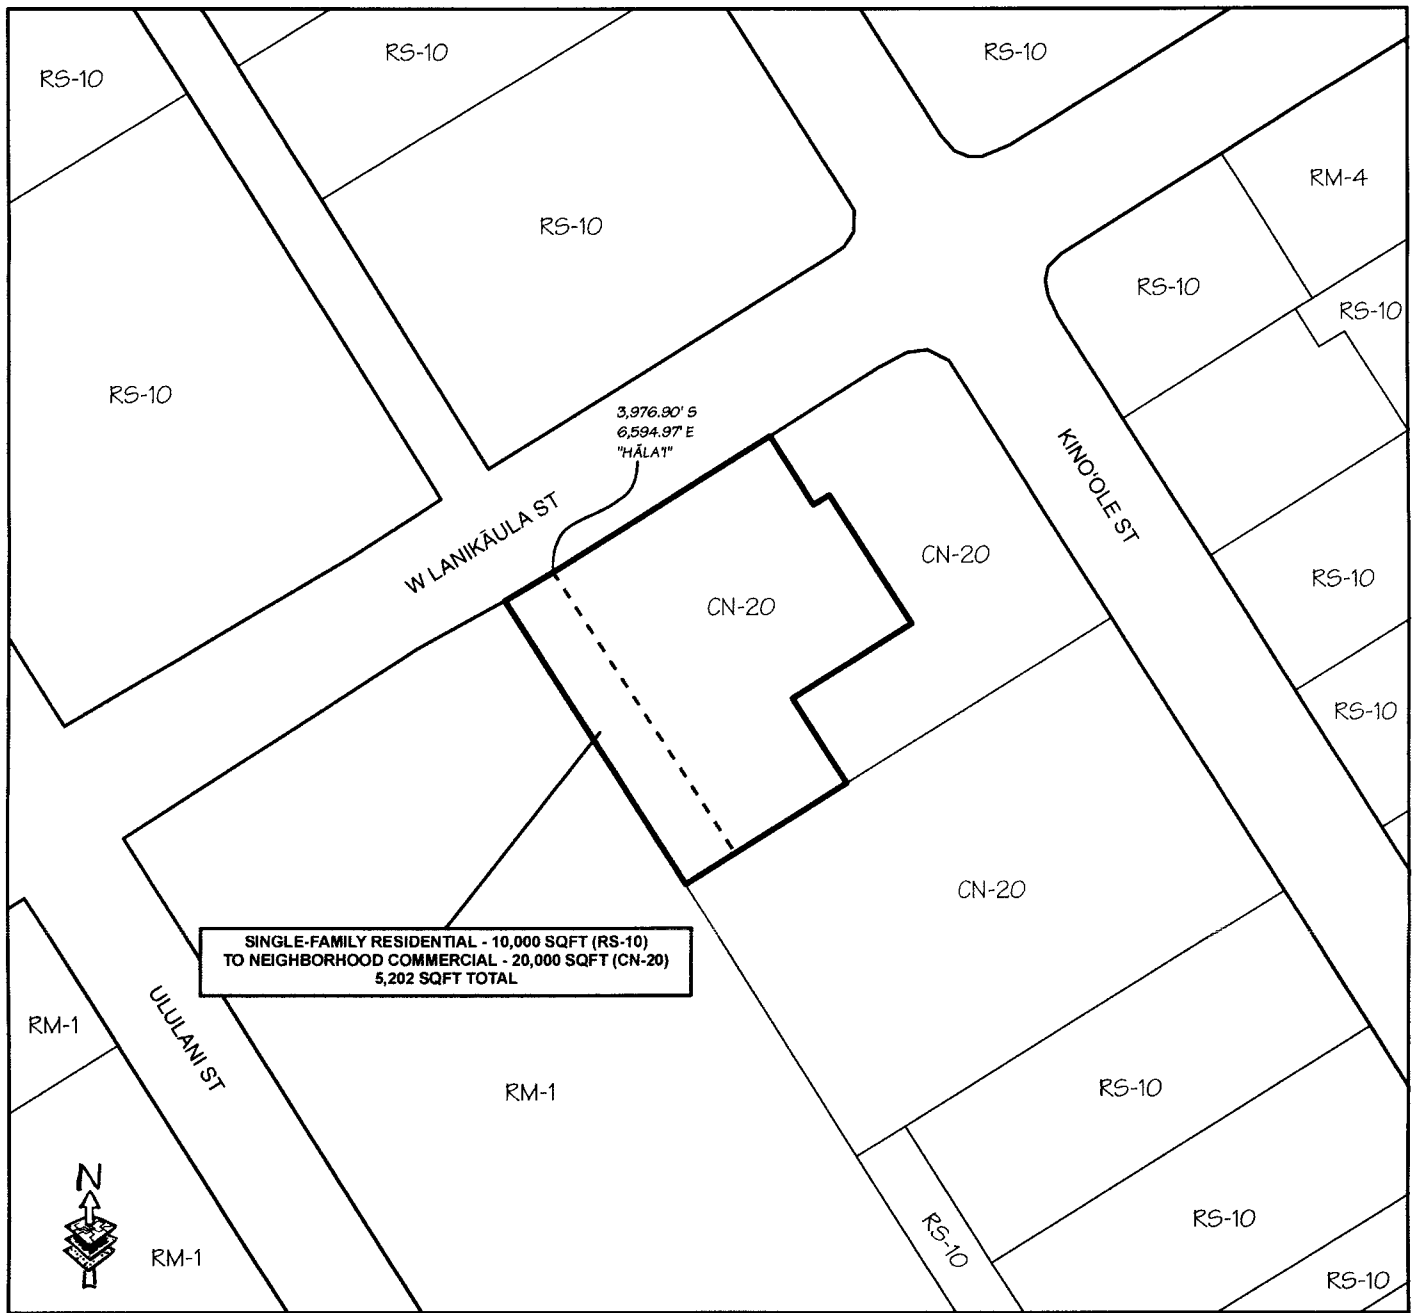 RS-10
RS-10
RS-10
RM-4
RS-10
RS-10
RS-10
RS-10
3,976.90' S
6,594.97' E
"HĀLA'I"
KINO'OLE ST
W LANIKĀULA ST
CN-20
CN-20
RS-10
RS-10
CN-20
SINGLE-FAMILY RESIDENTIAL - 10,000 SQFT (RS-10)
TO NEIGHBORHOOD COMMERCIAL - 20,000 SQFT (CN-20)
5,202 SQFT TOTAL
RM-1
ULULANI ST
RM-1
RS-10
N
RS-10
RS-10
RM-1
RS-10